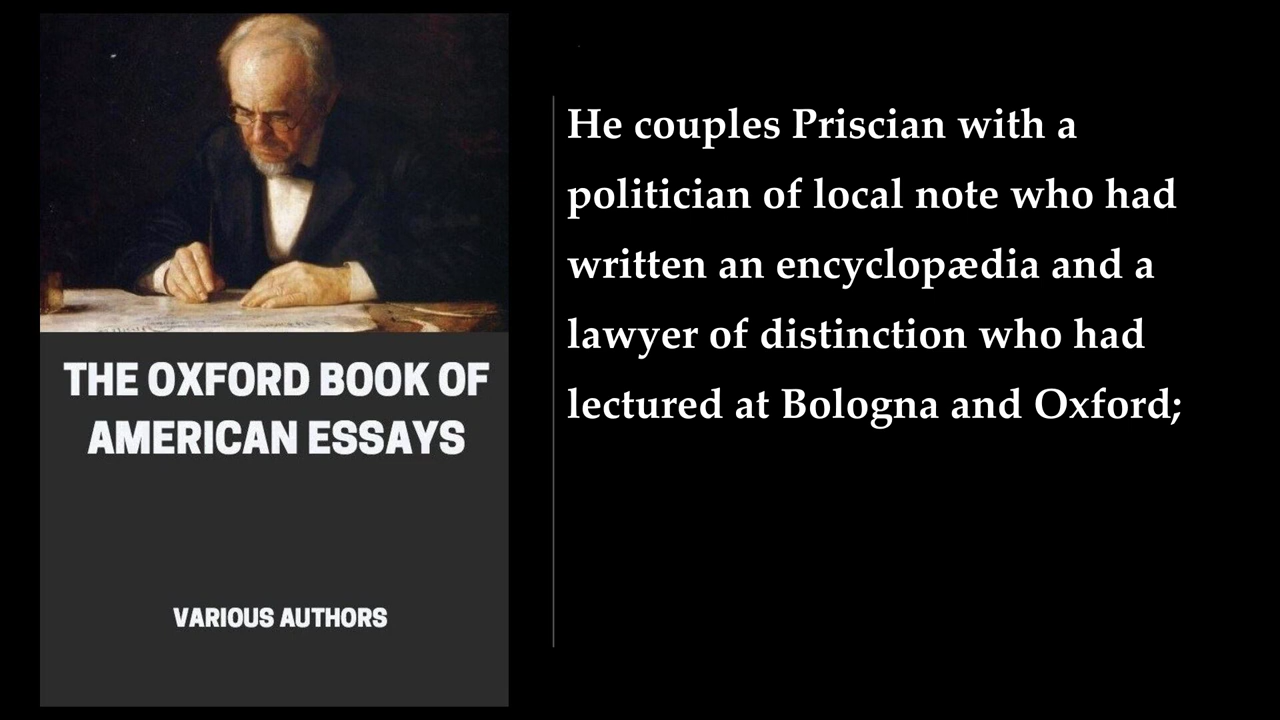 THE OXFORD BOOK OF
AMERICAN ESSAYS
VARIOUS AUTHORS
He couples Priscian with a
politician of local note who had
written an encyclopædia and a
lawyer of distinction who had
lectured at Bologna and Oxford;